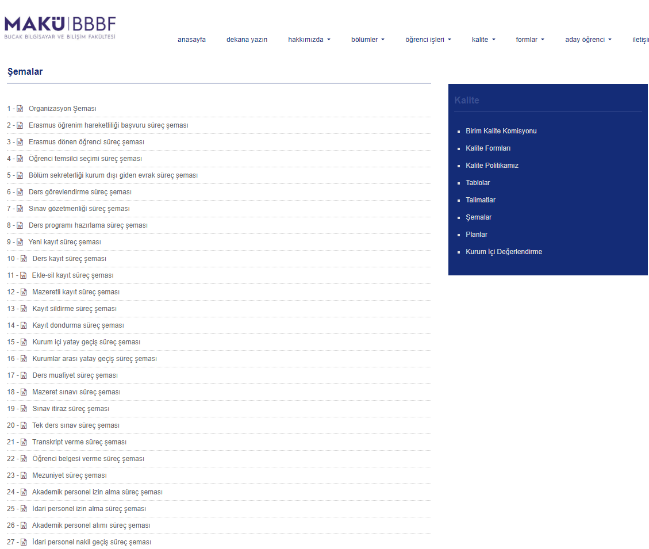 MAKÜ|BBBF
BUCAK BİLGİSAYAR VE BİLİŞİM FAKÜLTESİ
anasayfa dekana yazın hakkımızda bölümler öğrenci işleri kalite formlar aday öğrenci iletişi
Şemalar
1 - Organizasyon Şeması
2 - Erasmus öğrenim hareketliliği başvuru süreç şeması
3 - Erasmus dönen öğrenci süreç şeması
4 - Öğrenci temsilci seçimi süreç şeması
5 - Bölüm sekreterliği kurum dışı giden evrak süreç şeması
6 - Ders görevlendirme süreç şeması
7 - Sınav gözetmenliği süreç şeması
8 - Ders programı hazırlama süreç şeması
9 - Yeni kayıt süreç şeması
10 - Ders kayıt süreç şeması
11 - Ekle-sil kayıt süreç şeması
12 - Mazeretli kayıt süreç şeması
13 - Kayıt sildirme süreç şeması
14 - Kayıt dondurma süreç şeması
15 - Kurum içi yatay geçiş süreç şeması
16 - Kurumlar arası yatay geçiş süreç şeması
17 - Ders muafiyet süreç şeması
18 - Mazeret sınavı süreç şeması
19 - Sınav itiraz süreç şeması
20 - Tek ders sınav süreç şeması
21 - Transkript verme süreç şeması
22 - Öğrenci belgesi verme süreç şeması
23 - Mezuniyet süreç şeması
24 - Akademik personel izin alma süreç şeması
25 - İdari personel izin alma süreç şeması
26 - Akademik personel alımı süreç şeması
27 - İdari personel nakil geçiş süreç şeması
Kalite
Birim Kalite Komisyonu
Kalite Formları
Kalite Politikamız
Tablolar
Talimatlar
Şemalar
Planlar
Kurum İçi Değerlendirme